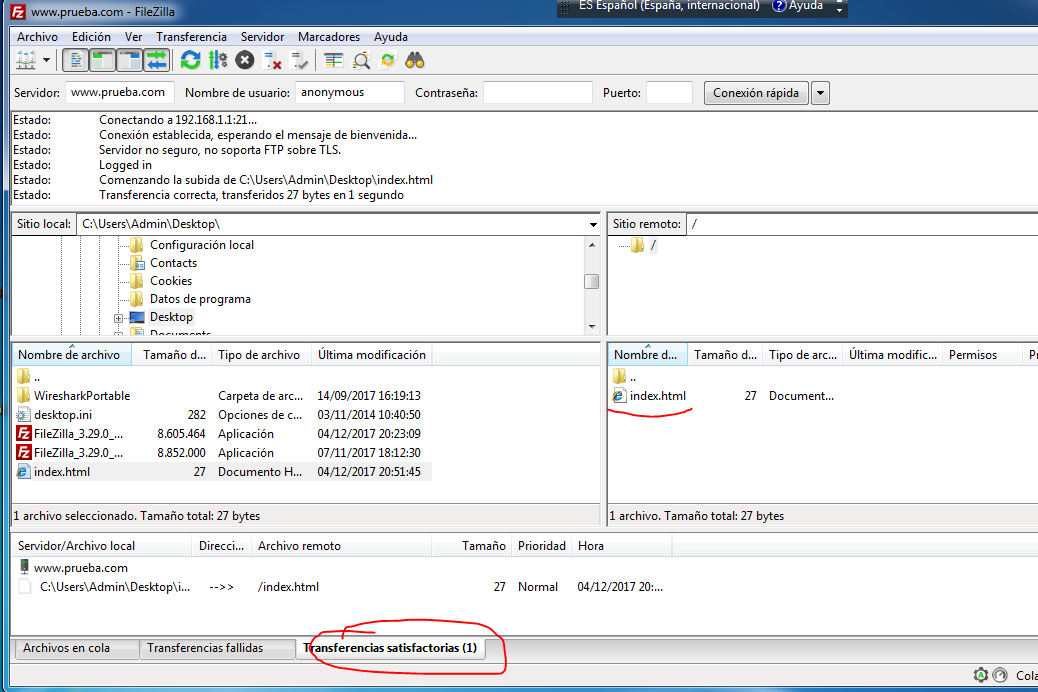 www.prueba.com - FileZilla
ES Español (España, internacional) Ayuda
Archivo Edición Ver Transferencia Servidor Marcadores Ayuda
Servidor: www.prueba.com Nombre de usuario: anonymous Contraseña: Puerto: Conexión rápida
Estado: Conectando a 192.168.1.1:21...
Estado: Conexión establecida, esperando el mensaje de bienvenida...
Estado: Servidor no seguro, no soporta FTP sobre TLS.
Estado: Logged in
Estado: Comenzando la subida de C:\Users\Admin\Desktop\index.html
Estado: Transferencia correcta, transferidos 27 bytes en 1 segundo
Sitio local: C:\Users\Admin\Desktop\
Configuración local
Contacts
Cookies
Datos de programa
Desktop
Documents
Sitio remoto: /
/
Nombre de archivo Tamaño d... Tipo de archivo Última modificación
..
WiresharkPortable Carpeta de arc... 14/09/2017 16:19:13
desktop.ini 282 Opciones de c... 03/11/2014 10:40:50
FileZilla_3.29.0_... 8.605.464 Aplicación 04/12/2017 20:23:09
FileZilla_3.29.0_... 8.852.000 Aplicación 07/11/2017 18:12:30
index.html 27 Documento H... 04/12/2017 20:51:45
1 archivo seleccionado. Tamaño total: 27 bytes
Nombre d... Tamaño d... Tipo de arc... Última modific... Permisos
..
index.html 27 Document...
1 archivo. Tamaño total: 27 bytes
Servidor/Archivo local Direcci... Archivo remoto Tamaño Prioridad Hora
www.prueba.com
C:\Users\Admin\Desktop\i... -->> /index.html 27 Normal 04/12/2017 20:...
Archivos en cola Transferencias fallidas Transferencias satisfactorias (1)
Cola